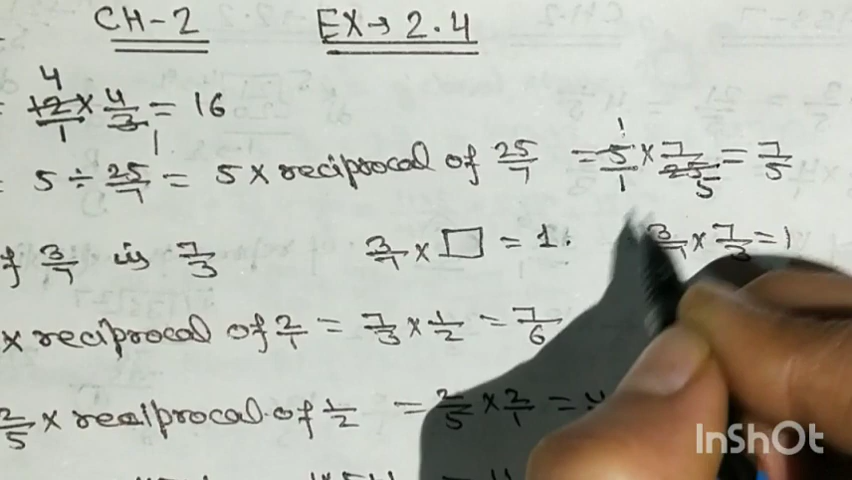 CH-2 EX→2.4
= 12/1 × 4/3 = 16
4 1
= 5 ÷ 25/7 = 5 × reciprocal of 25/7 = 5/1 × 7/25 = 7/5
1 5
f 3/7 is 7/3 3/7 × □ = 1. 3/7 × 7/3 = 1
× reciprocal of 2/1 = 7/3 × 1/2 = 7/6
2/5 × reciprocal of 1/2 = 2/5 × 2/1 =
InShOt